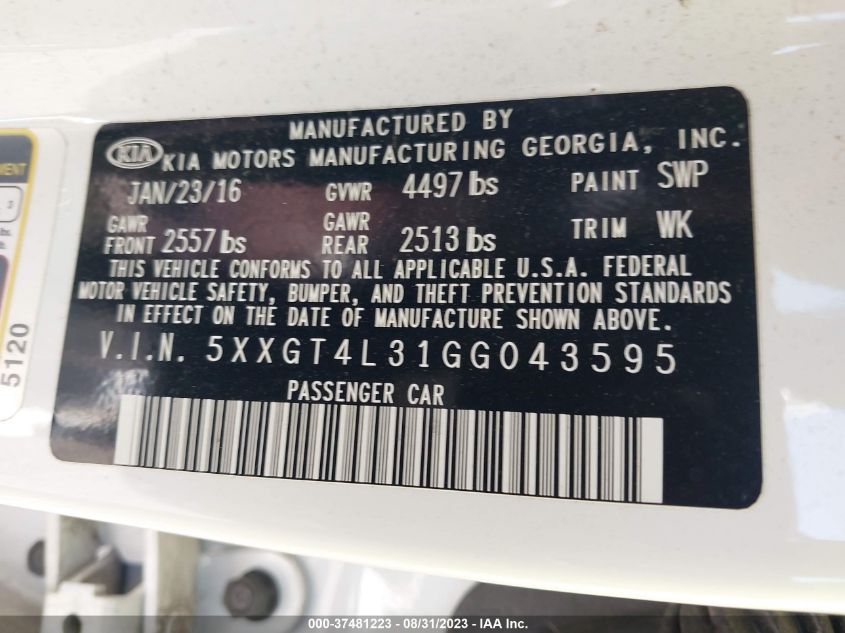 MANUFACTURED BY
KIA KIA MOTORS MANUFACTURING GEORGIA, INC.
JAN/23/16 GVWR 4497 lbs PAINT SWP
GAWR FRONT 2557 lbs GAWR REAR 2513 lbs TRIM WK
THIS VEHICLE CONFORMS TO ALL APPLICABLE U.S.A. FEDERAL
MOTOR VEHICLE SAFETY, BUMPER, AND THEFT PREVENTION STANDARDS
IN EFFECT ON THE DATE OF MANUFACTURE SHOWN ABOVE.
V.I.N. 5XXGT4L31GG043595
PASSENGER CAR
5120
000-37481223 - 08/31/2023 - IAA Inc.